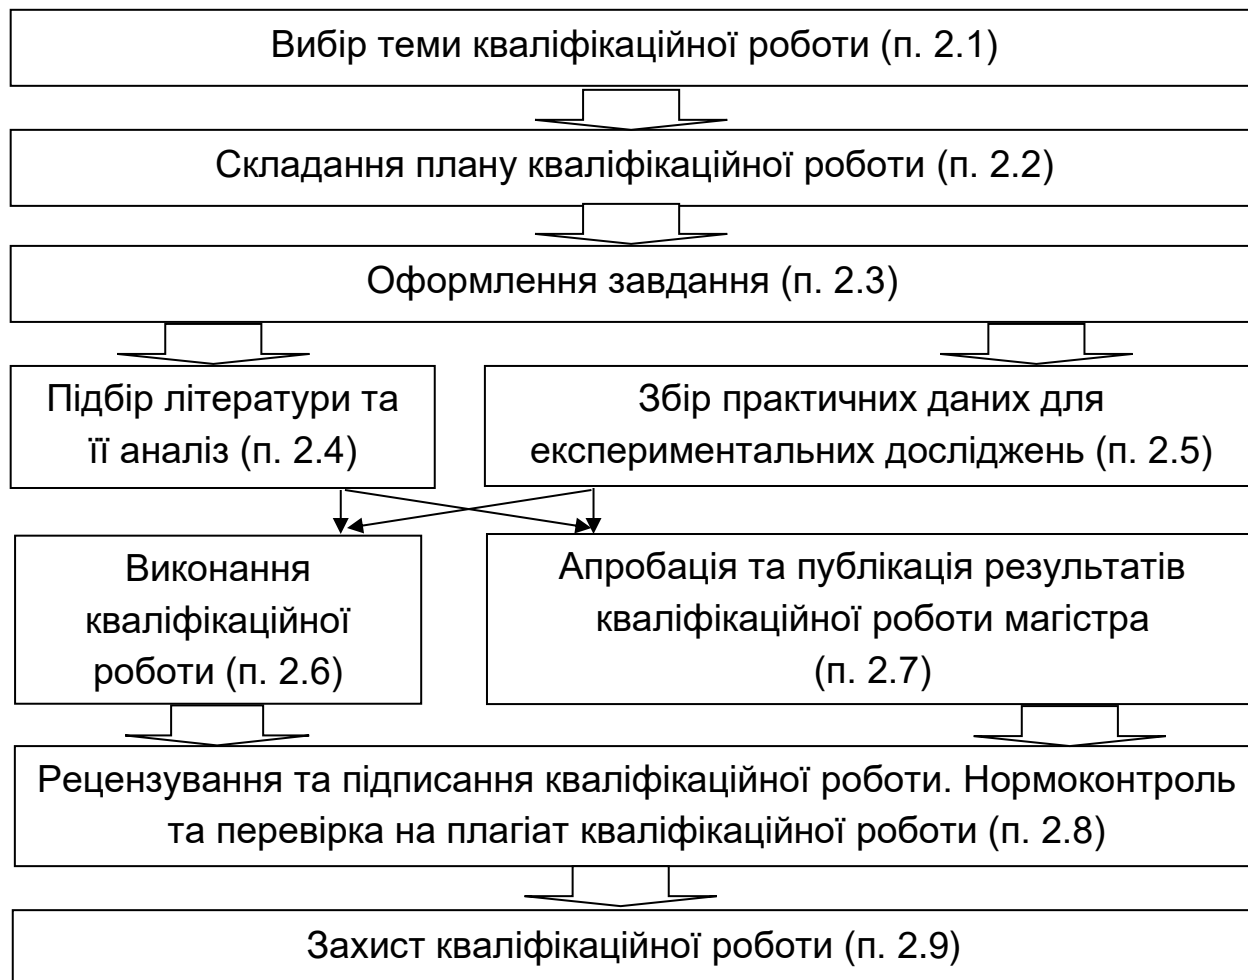 Вибір теми кваліфікаційної роботи (п. 2.1)
Складання плану кваліфікаційної роботи (п. 2.2)
Оформлення завдання (п. 2.3)
Підбір літератури та
її аналіз (п. 2.4)
Збір практичних даних для
експериментальних досліджень (п. 2.5)
Виконання
кваліфікаційної
роботи (п. 2.6)
Апробація та публікація результатів
кваліфікаційної роботи магістра
(п. 2.7)
Рецензування та підписання кваліфікаційної роботи. Нормоконтроль
та перевірка на плагіат кваліфікаційної роботи (п. 2.8)
Захист кваліфікаційної роботи (п. 2.9)